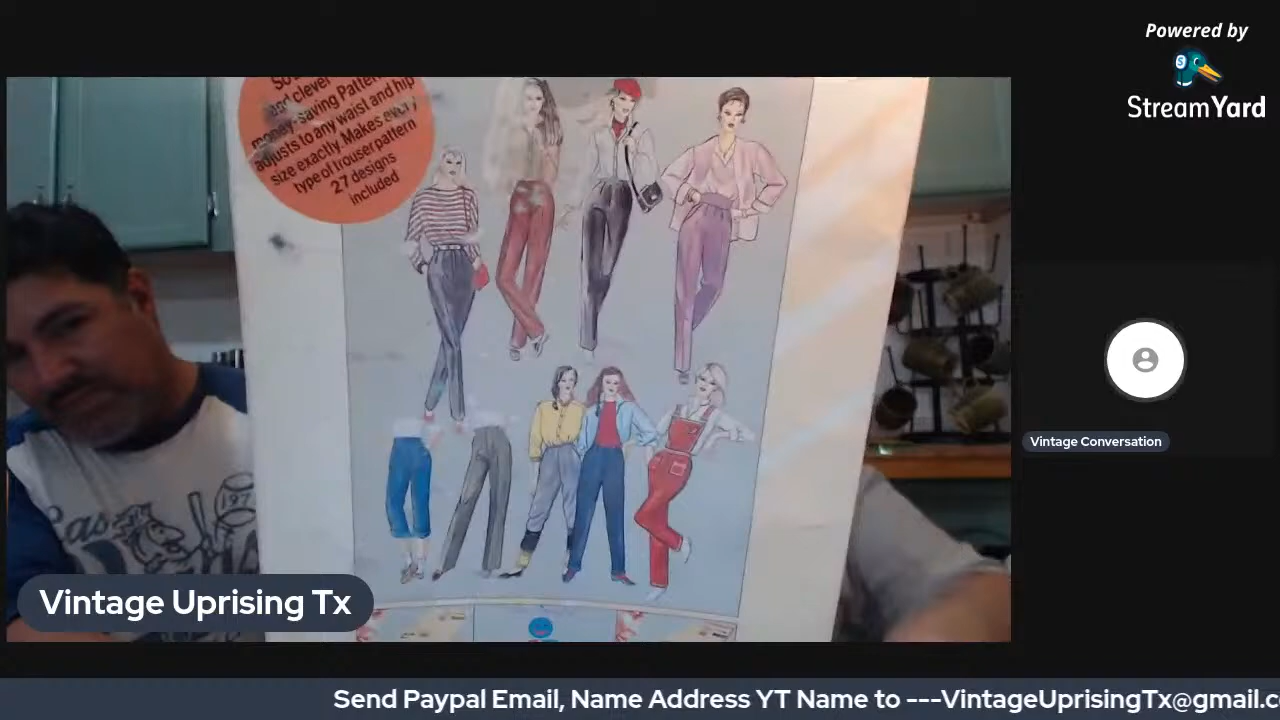 Powered by
StreamYard
and clever
money-saving Pattern
adjusts to any waist and hip
size exactly. Makes every
type of trouser pattern
27 designs
included
197
Vintage Conversation
Vintage Uprising Tx
Send Paypal Email, Name Address YT Name to ---VintageUprisingTx@gmail.c